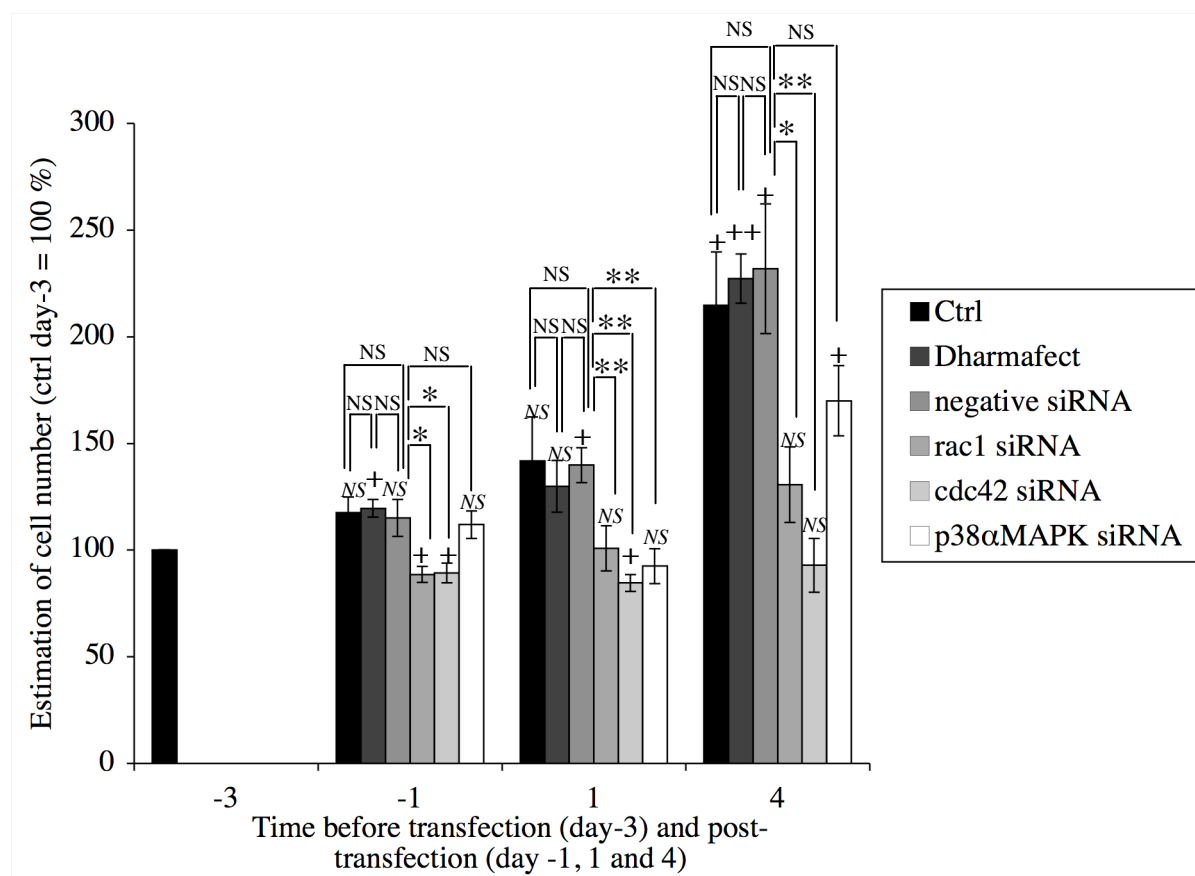 NS NS
NS NS **
*
300
250
200
150
100
50
0
Estimation of cell number (ctrl day-3 = 100 %)
+ ++ + +
NS NS
NS **
NS NS **
**
NS NS + NS + NS
NS NS
NS NS *
*
NS + NS + + NS
-3 -1 1 4
Time before transfection (day-3) and post-
transfection (day -1, 1 and 4)
Ctrl
Dharmafect
negative siRNA
rac1 siRNA
cdc42 siRNA
p38αMAPK siRNA